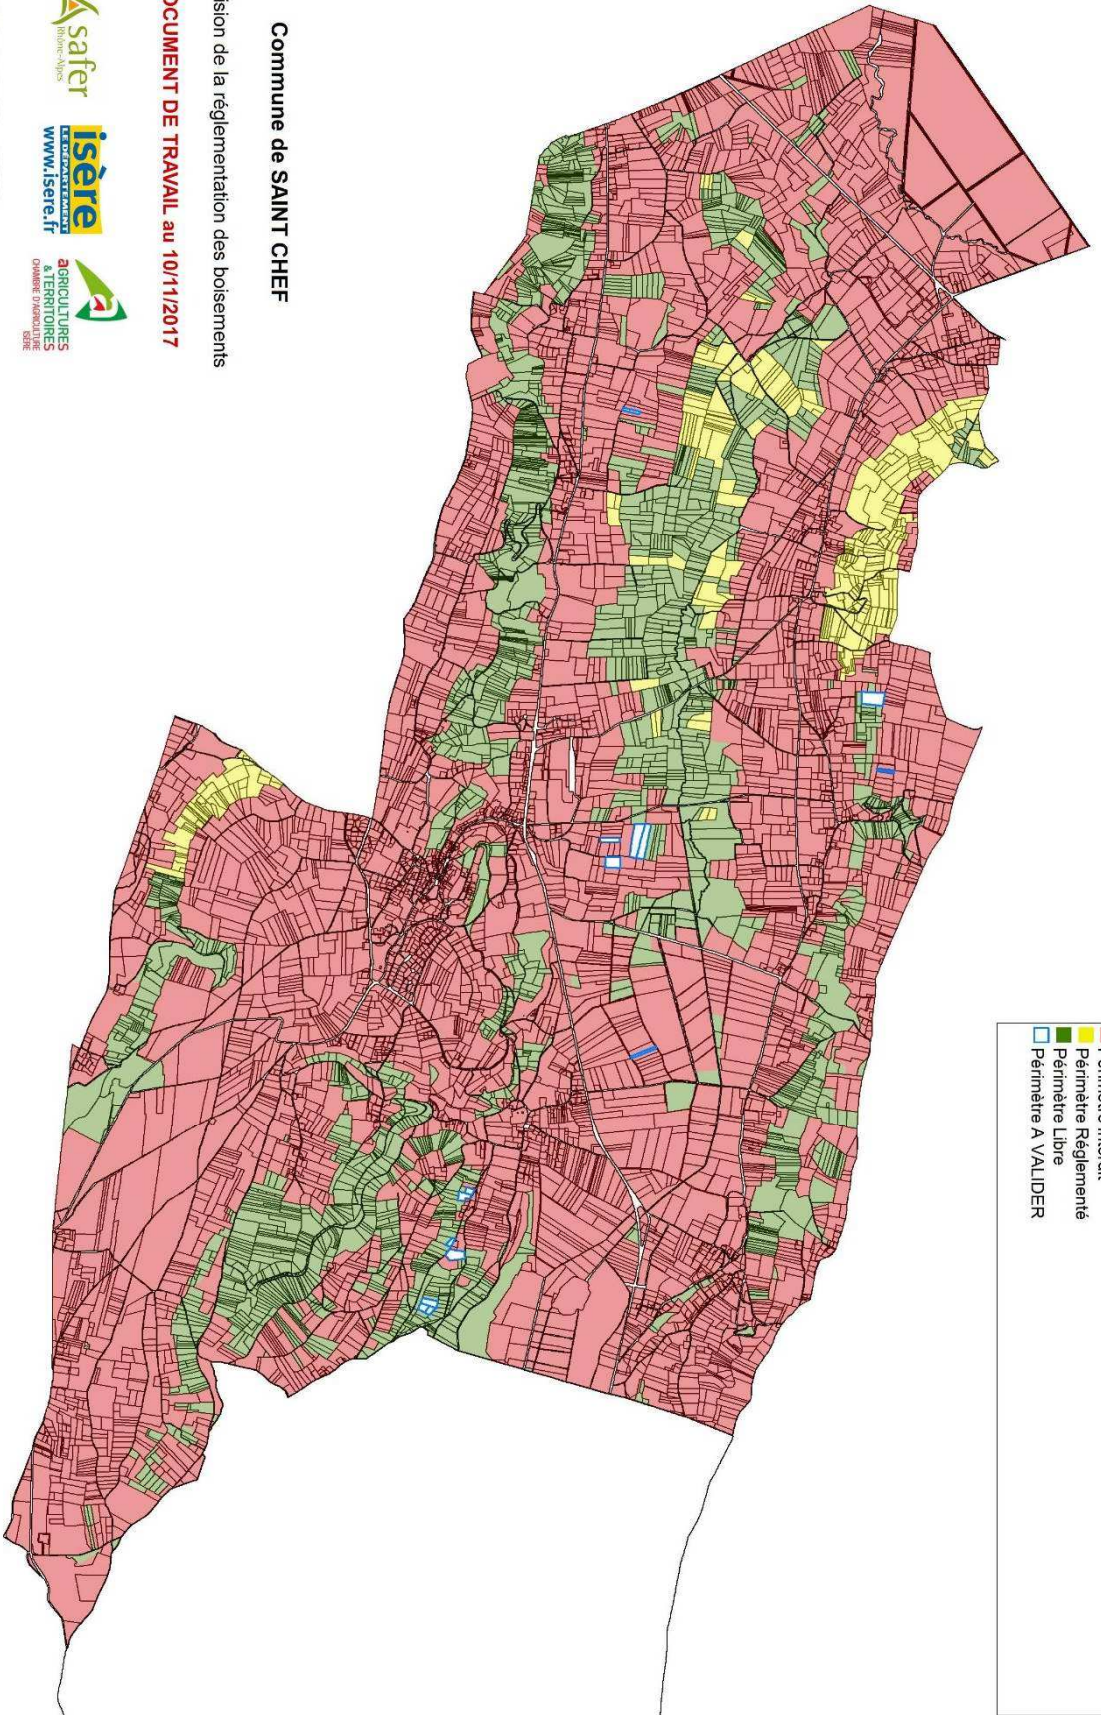 Commune de SAINT CHEF
ision de la réglementation des boisements
OCUMENT DE TRAVAIL au 10/11/2017
safer
Rhône-Alpes
isère
LE DÉPARTEMENT
www.isere.fr
aGRICULTURES
& TERRITOIRES
CHAMBRE D'AGRICULTURE
ISÈRE
Périmètre Réglementé
Périmètre Libre
Périmètre A VALIDER